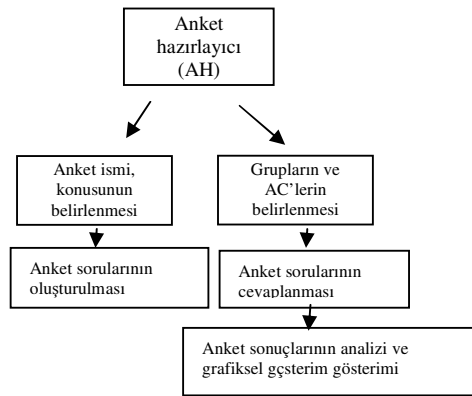 Anket
hazırlayıcı
(AH)
Anket ismi,
konusunun
belirlenmesi
Grupların ve
AC'lerin
belirlenmesi
Anket sorularının
oluşturulması
Anket sorularının
cevaplanması
Anket sonuçlarının analizi ve
grafiksel gçsterim gösterimi